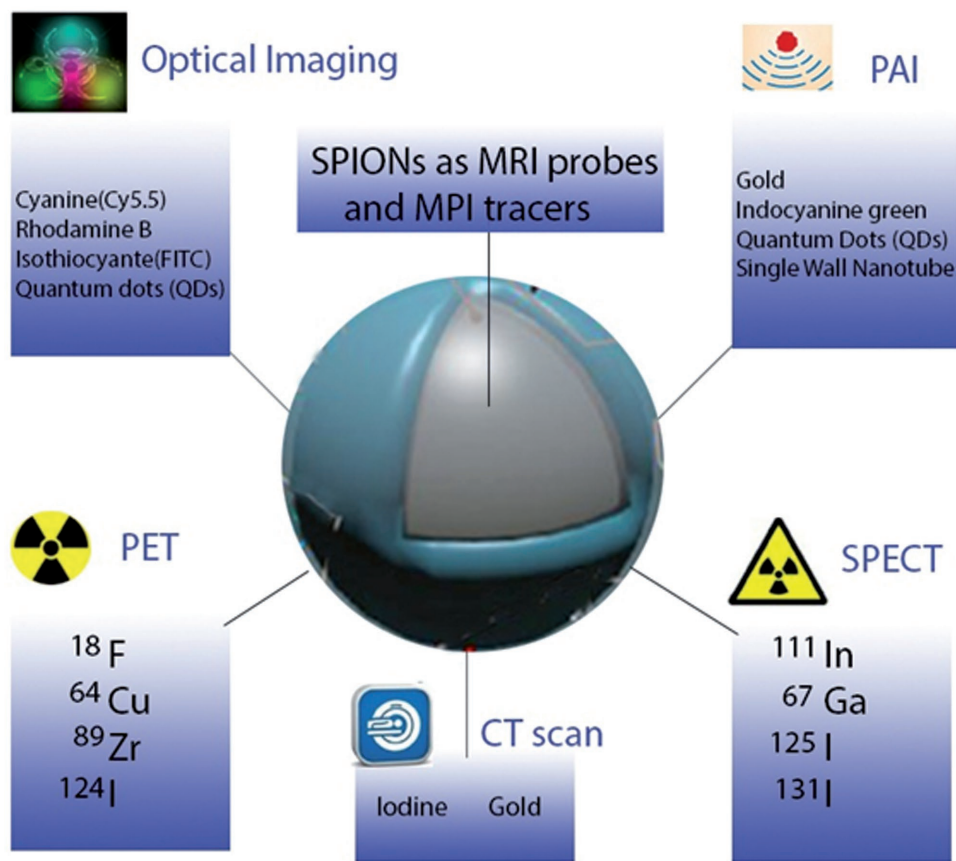 Optical Imaging
PAI
SPIONs as MRI probes
and MPI tracers
Cyanine(Cy5.5)
Rhodamine B
Isothiocyante(FITC)
Quantum dots (QDs)
Gold
Indocyanine green
Quantum Dots (QDs)
Single Wall Nanotube
PET
SPECT
18 F
64 Cu
89 Zr
124 I
CT scan
Iodine Gold
111 In
67 Ga
125 I
131 I